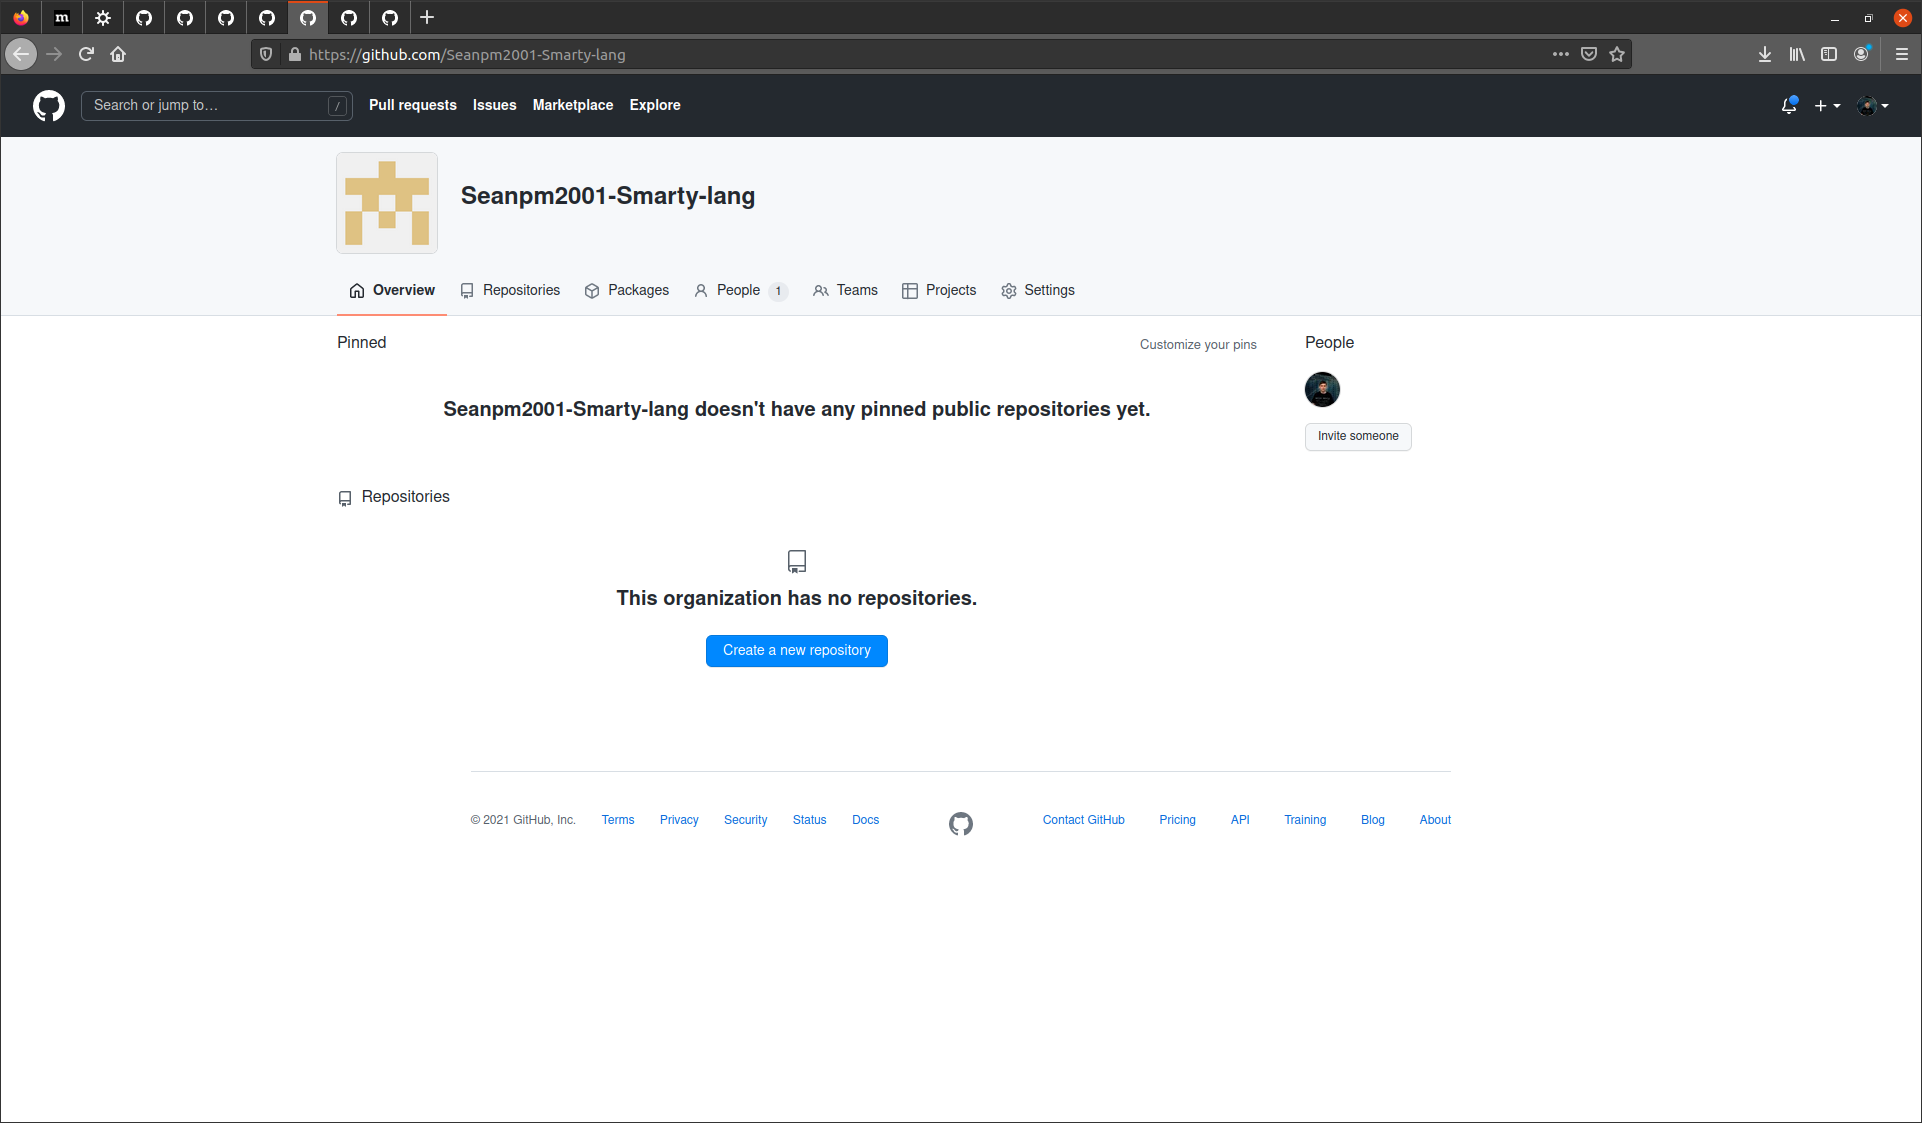 m
https://github.com/Seanpm2001-Smarty-lang
Search or jump to… /
Pull requests Issues Marketplace Explore
Seanpm2001-Smarty-lang
Overview Repositories Packages People 1 Teams Projects Settings
Pinned
Customize your pins
People
Seanpm2001-Smarty-lang doesn't have any pinned public repositories yet.
Invite someone
Repositories
This organization has no repositories.
Create a new repository
© 2021 GitHub, Inc. Terms Privacy Security Status Docs Contact GitHub Pricing API Training Blog About